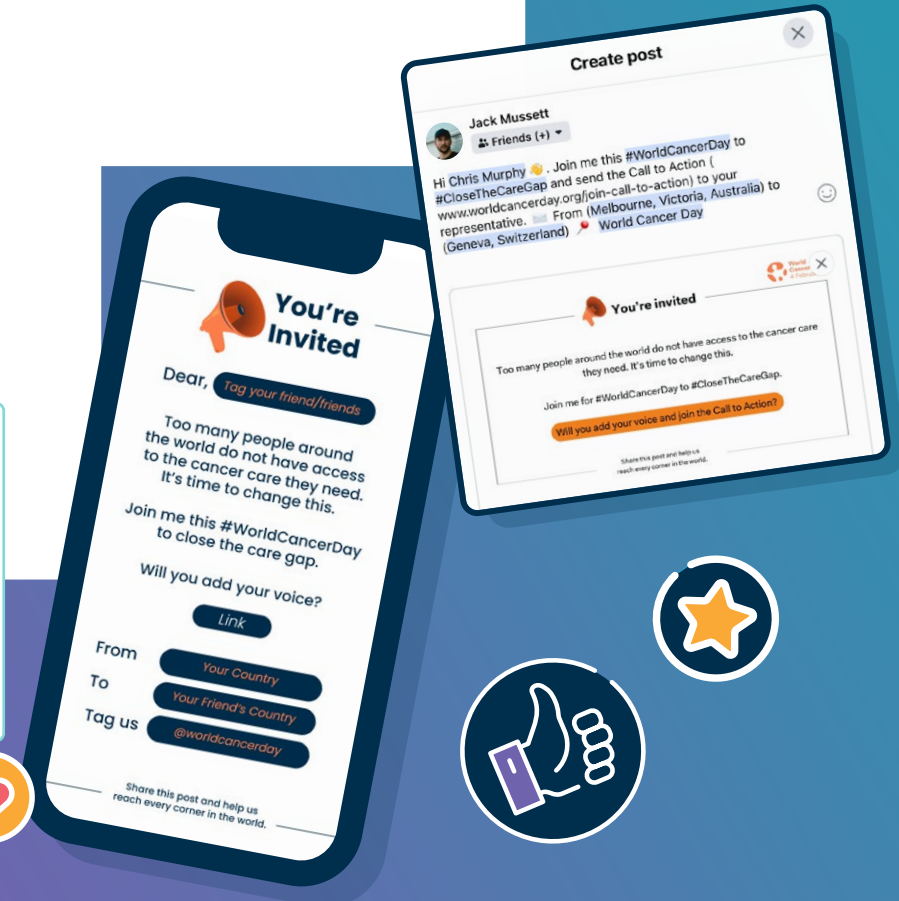 You're
Invited
Dear, Tag your friend/friends
Too many people around
the world do not have access
to the cancer care they need.
It's time to change this.
Join me this #WorldCancerDay
to close the care gap.
Will you add your voice?
Link
From Your Country
To Your Friend's Country
Tag us @worldcancerday
Share this post and help us
reach every corner in the world.
Create post
Jack Mussett
Friends (+)
Hi Chris Murphy 👋 . Join me this #WorldCancerDay to
#CloseTheCareGap and send the Call to Action (
www.worldcancerday.org/join-call-to-action) to your
representative. ✉️ From (Melbourne, Victoria, Australia) to
(Geneva, Switzerland) 📍 World Cancer Day
World
Cancer
You're invited
Too many people around the world do not have access to the cancer care
they need. It's time to change this.
Join me for #WorldCancerDay to #CloseTheCareGap.
Will you add your voice and join the Call to Action?
Share this post and help us
reach every corner in the world.